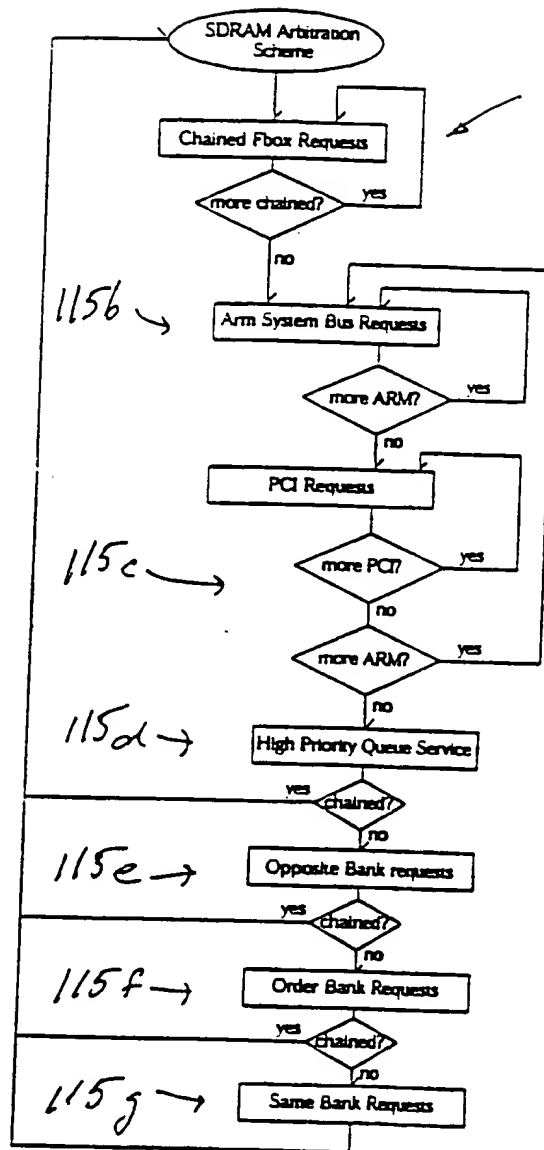 SDRAM Arbitration
Scheme
Chained Fbox Requests
more chained?
yes
no
115b
Arm System Bus Requests
more ARM?
yes
no
PCI Requests
115c
more PCI?
yes
no
more ARM?
yes
no
115d
High Priority Queue Service
yes
chained?
no
115e
Opposite Bank requests
yes
chained?
no
115f
Order Bank Requests
yes
chained?
no
115g
Same Bank Requests